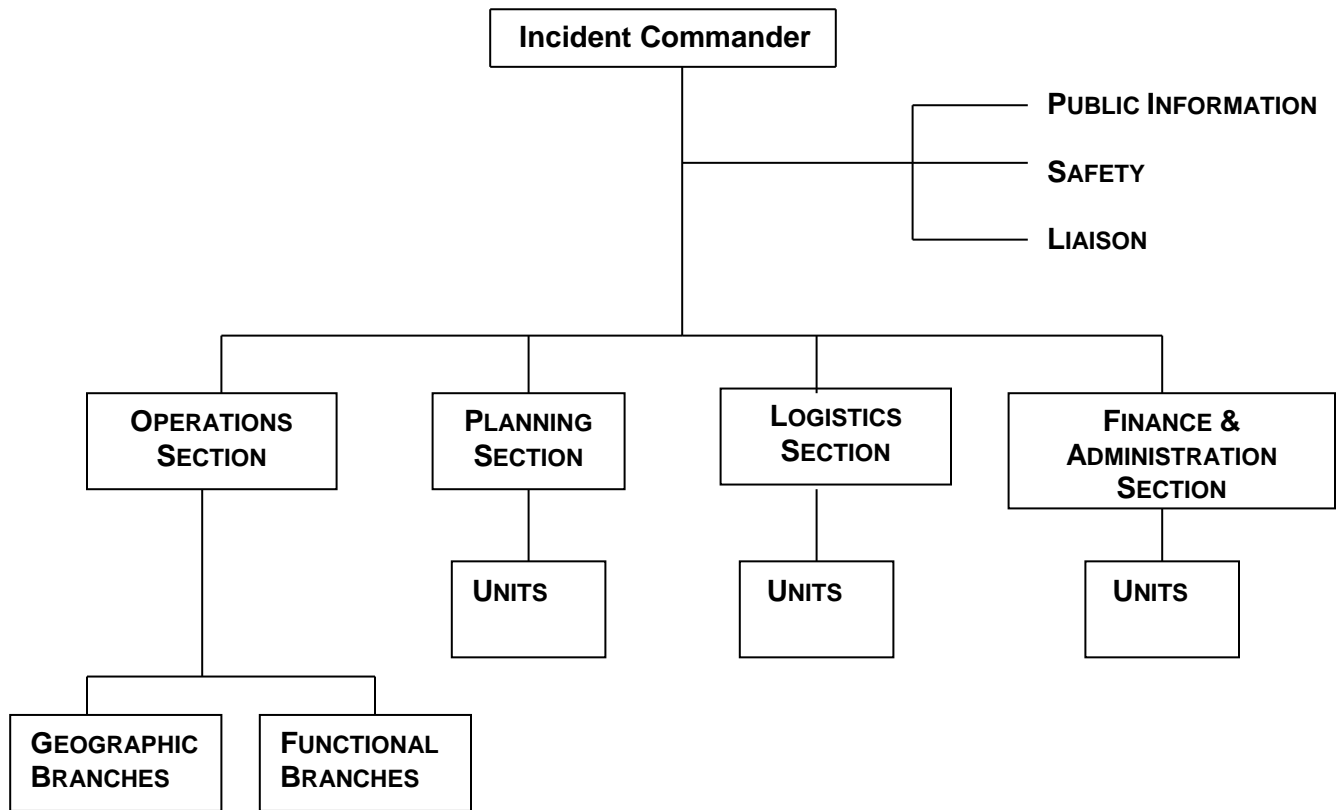 Incident Commander
PUBLIC INFORMATION
SAFETY
LIAISON
OPERATIONS
SECTION
PLANNING
SECTION
LOGISTICS
SECTION
FINANCE &
ADMINISTRATION
SECTION
UNITS
UNITS
UNITS
GEOGRAPHIC
BRANCHES
FUNCTIONAL
BRANCHES